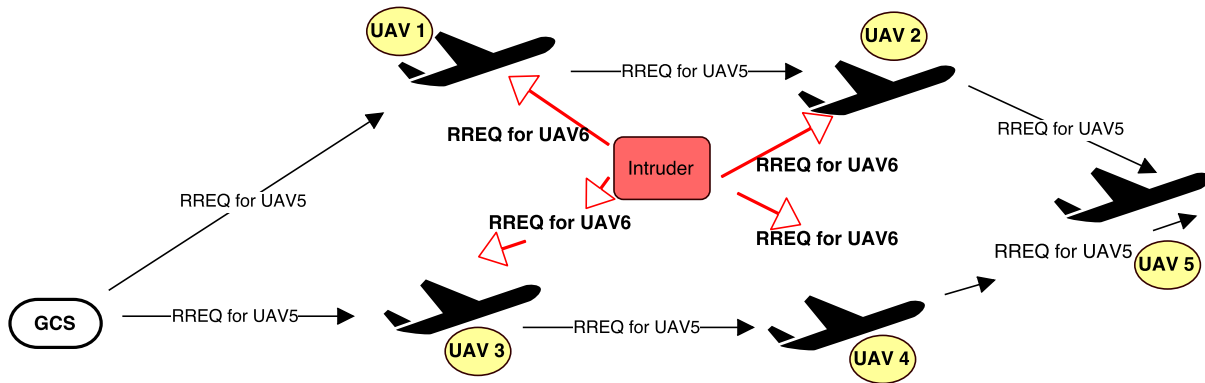 UAV 1
UAV 2
RREQ for UAV5
RREQ for UAV5
RREQ for UAV6
Intruder
RREQ for UAV6
RREQ for UAV5
RREQ for UAV6
RREQ for UAV6
RREQ for UAV5
UAV 5
GCS
RREQ for UAV5
RREQ for UAV5
UAV 3
UAV 4